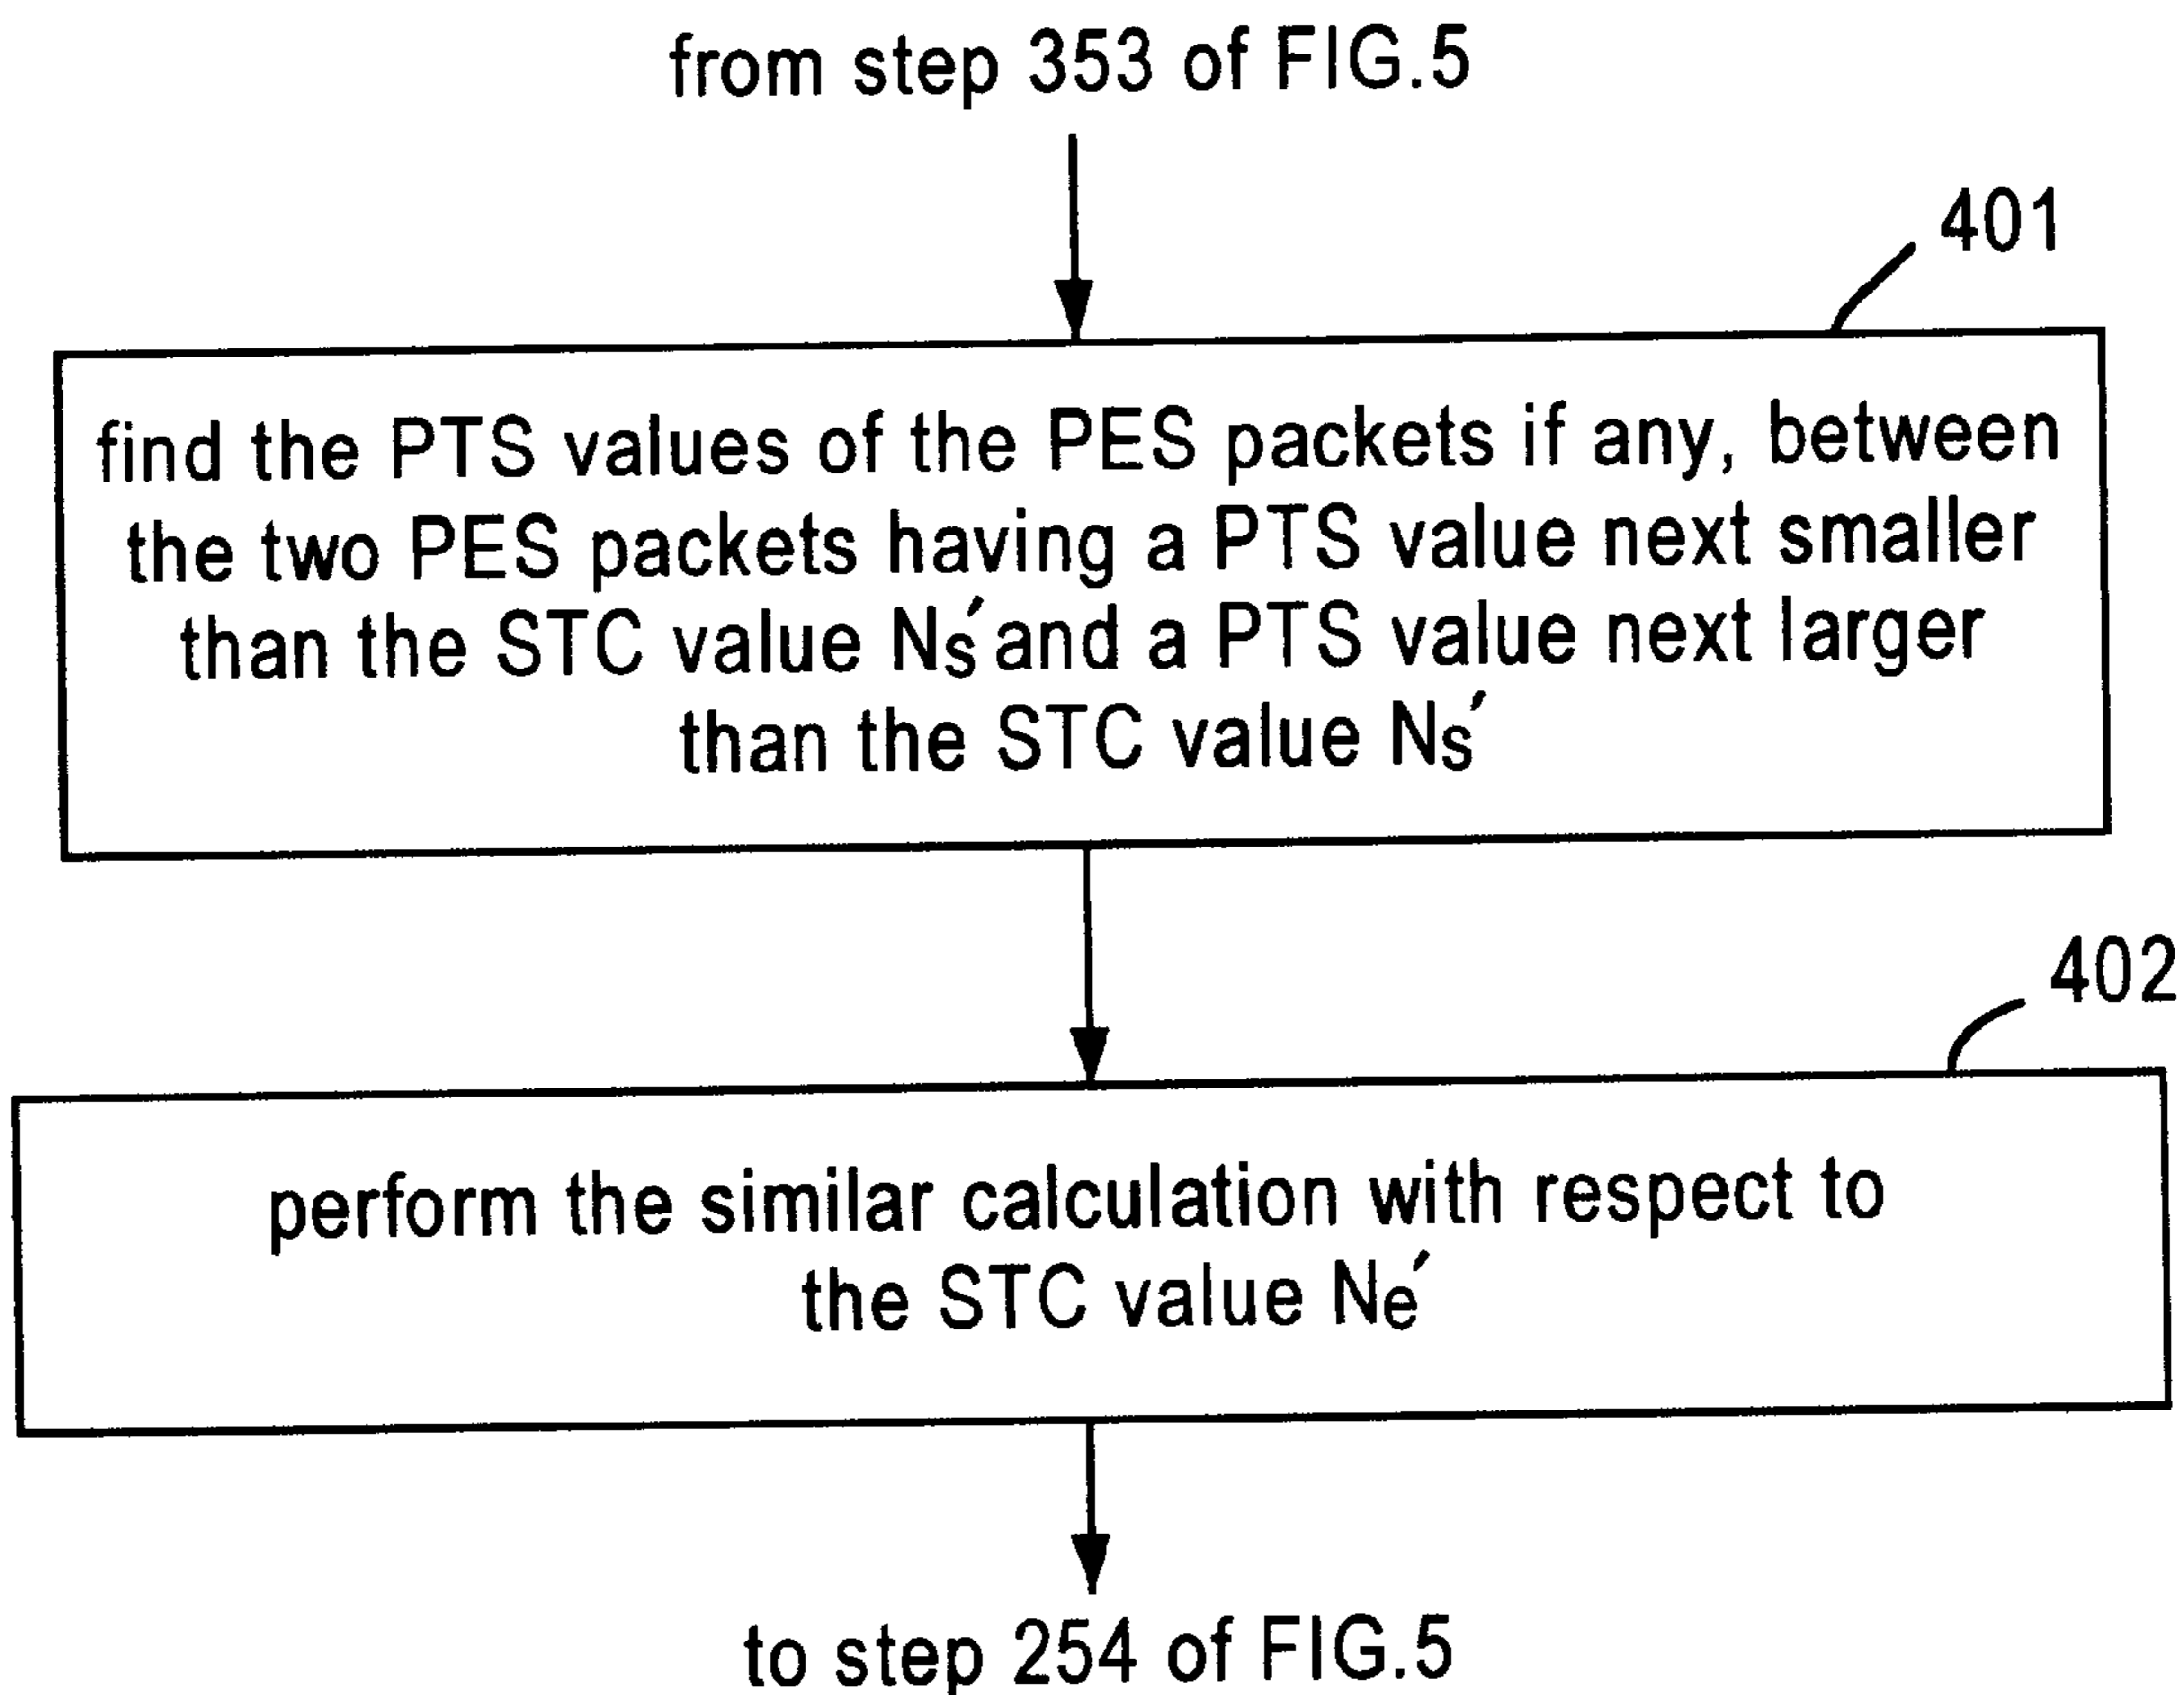 from step 353 of FIG.5
401
find the PTS values of the PES packets if any, between
the two PES packets having a PTS value next smaller
than the STC value Ns′ and a PTS value next larger
than the STC value Ns′
402
perform the similar calculation with respect to
the STC value Ne′
to step 254 of FIG.5